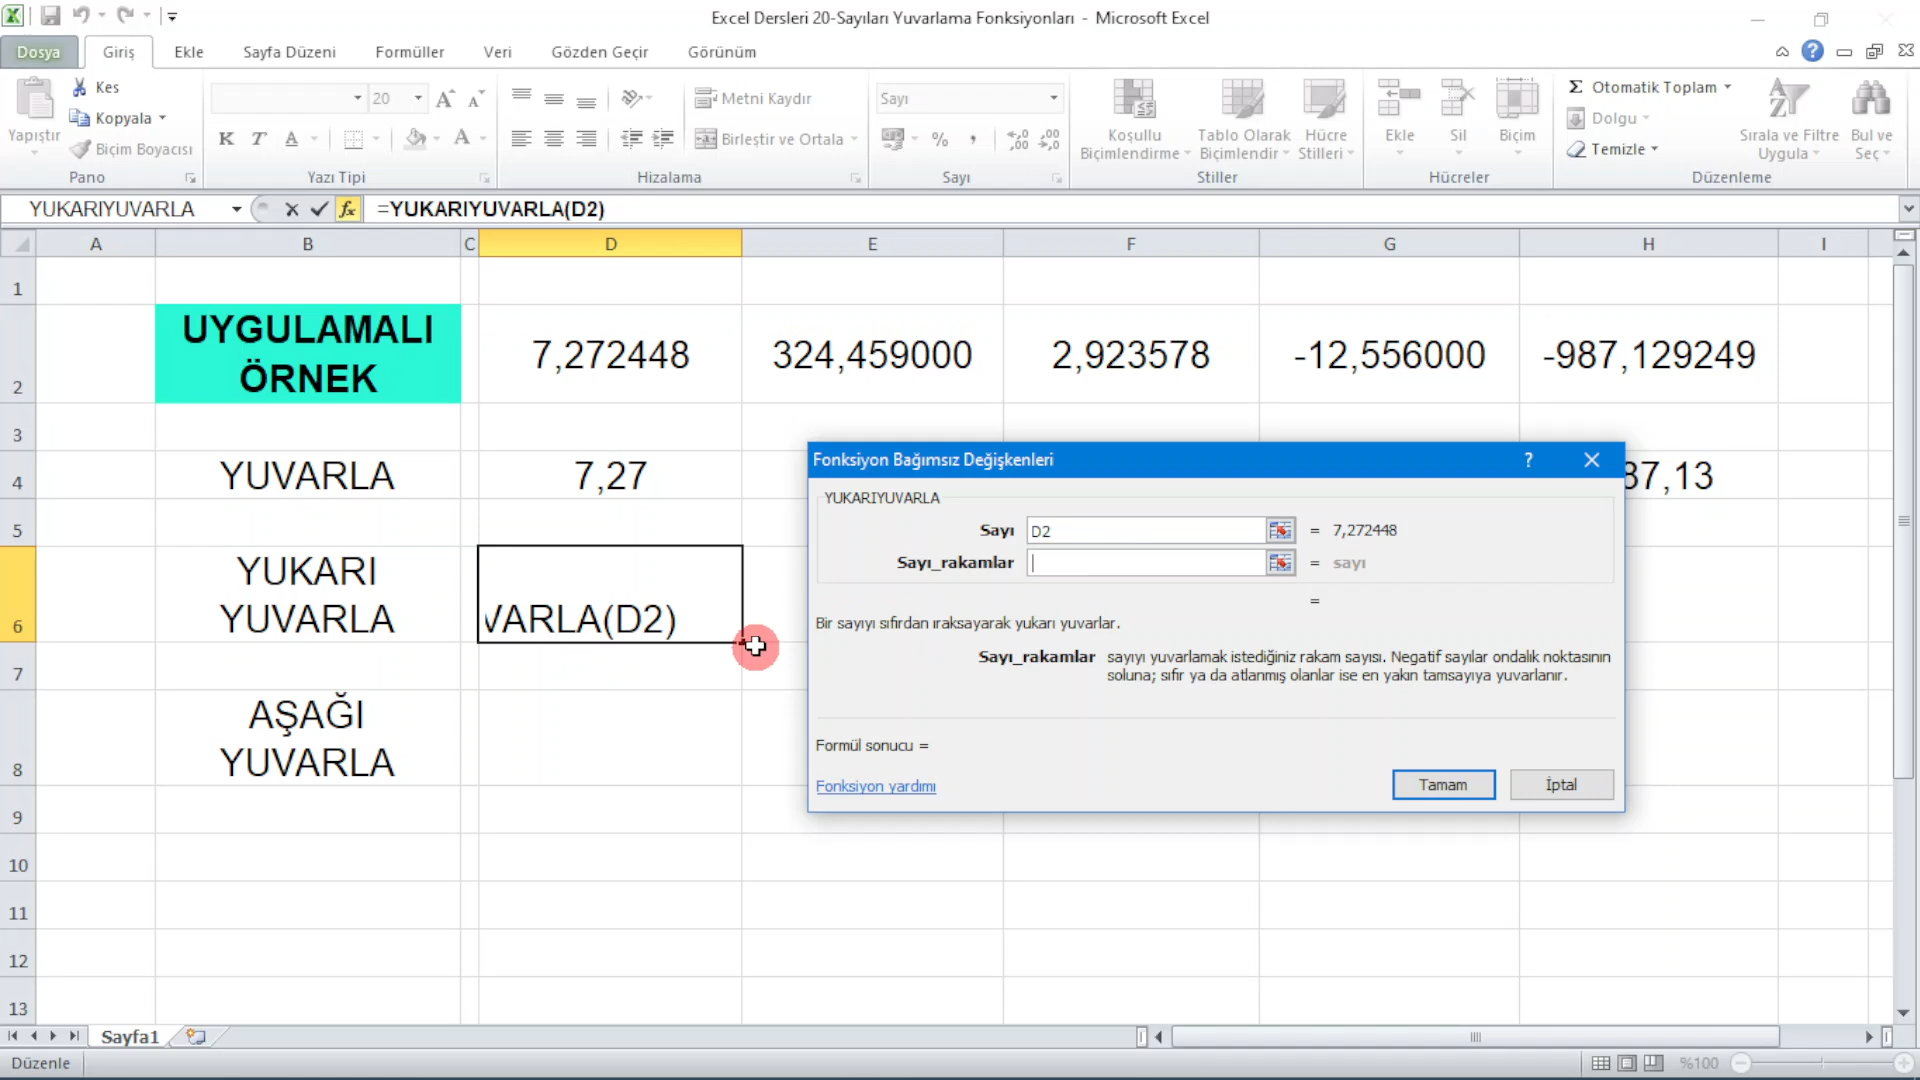 Excel Dersleri 20-Sayıları Yuvarlama Fonksiyonları - Microsoft Excel
Dosya Giriş Ekle Sayfa Düzeni Formüller Veri Gözden Geçir Görünüm
Yapıştır
Kes
Kopyala
Biçim Boyacısı
Pano
20
K T A
Yazı Tipi
Metni Kaydır
Birleştir ve Ortala
Hizalama
Sayı
%
Sayı
Koşullu Biçimlendirme
Tablo Olarak Biçimlendir
Hücre Stilleri
Stiller
Ekle Sil Biçim
Hücreler
Σ Otomatik Toplam
Dolgu
Temizle
Sırala ve Filtre Uygula
Bul ve Seç
Düzenleme
YUKARIYUVARLA fx =YUKARIYUVARLA(D2)
A B C D E F G H I
1
2 UYGULAMALI ÖRNEK 7,272448 324,459000 2,923578 -12,556000 -987,129249
3
4 YUVARLA 7,27 87,13
5
6 YUKARI YUVARLA VARLA(D2)
7
8 AŞAĞI YUVARLA
9
10
11
12
13
Fonksiyon Bağımsız Değişkenleri ?
YUKARIYUVARLA
Sayı D2 = 7,272448
Sayı_rakamlar = sayı
=
Bir sayıyı sıfırdan ıraksayarak yukarı yuvarlar.
Sayı_rakamlar sayıyı yuvarlamak istediğiniz rakam sayısı. Negatif sayılar ondalık noktasının
soluna; sıfır ya da atlanmış olanlar ise en yakın tamsayıya yuvarlanır.
Formül sonucu =
Fonksiyon yardımı
Tamam İptal
Sayfa1
Düzenle
%100